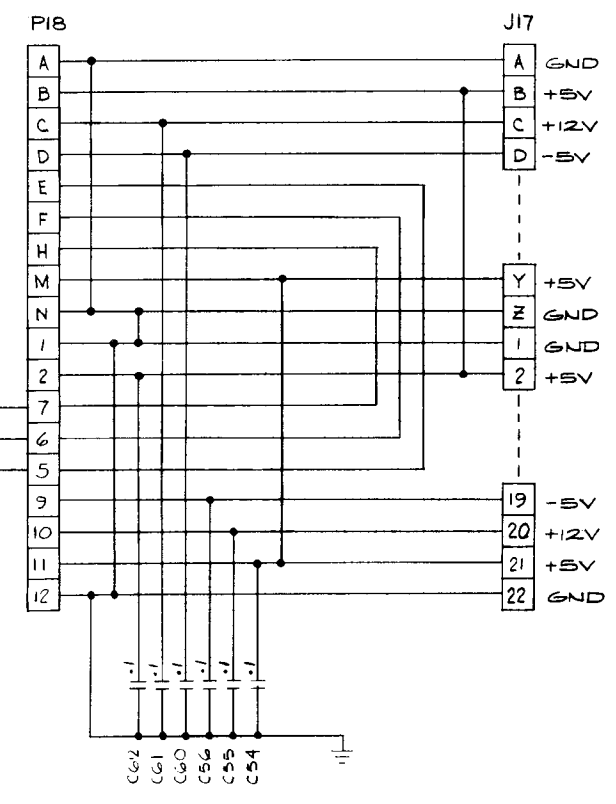 P18 J17
A A GND
B B +5V
C C +12V
D D -5V
E
F
H
M Y +5V
N Z GND
1 1 GND
2 2 +5V
7
6
5
9 19 -5V
10 20 +12V
11 21 +5V
12 22 GND
.1 .1 .1 .1 .1 .1
C62 C61 C60 C56 C55 C54